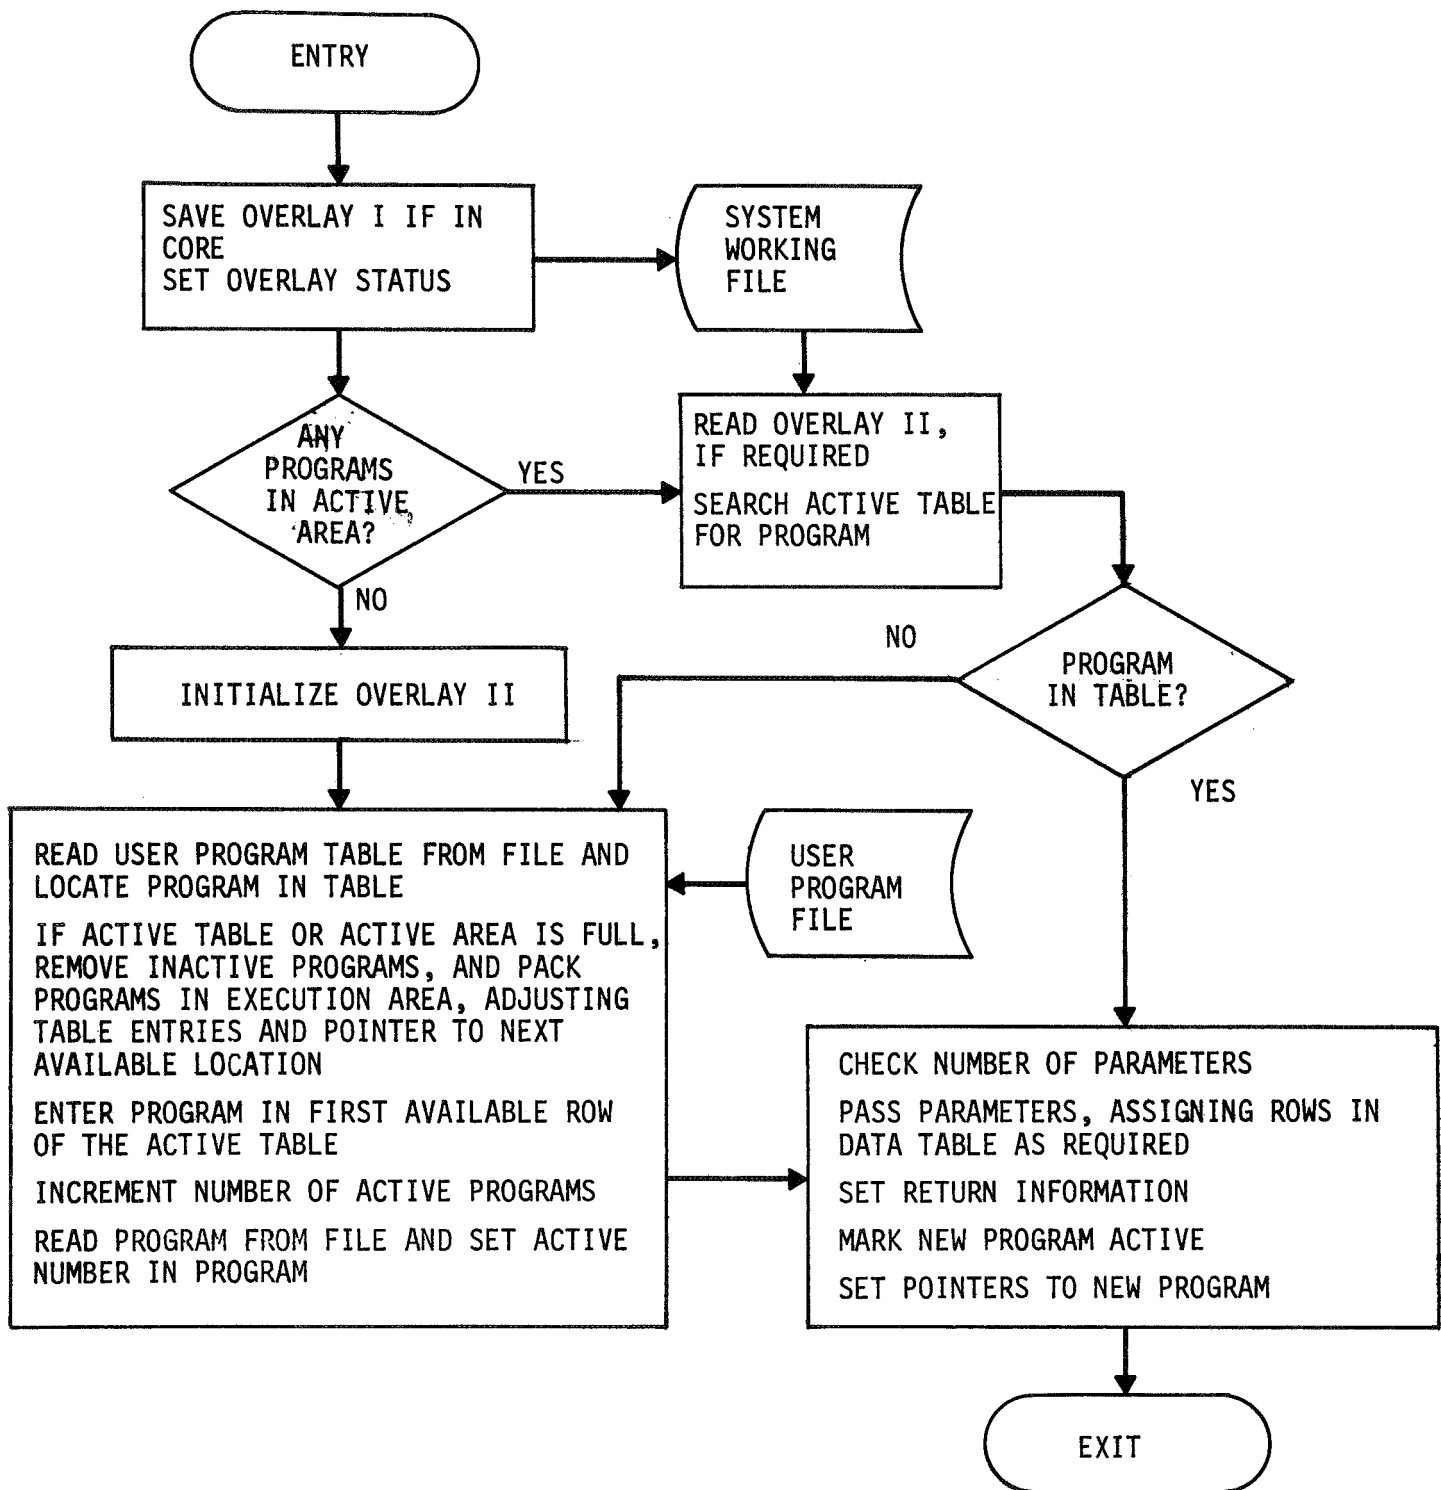 ENTRY
SAVE OVERLAY I IF IN
CORE
SET OVERLAY STATUS
SYSTEM
WORKING
FILE
ANY
PROGRAMS
IN ACTIVE
AREA?
YES
READ OVERLAY II,
IF REQUIRED
SEARCH ACTIVE TABLE
FOR PROGRAM
NO
INITIALIZE OVERLAY II
NO
PROGRAM
IN TABLE?
YES
READ USER PROGRAM TABLE FROM FILE AND
LOCATE PROGRAM IN TABLE
IF ACTIVE TABLE OR ACTIVE AREA IS FULL,
REMOVE INACTIVE PROGRAMS, AND PACK
PROGRAMS IN EXECUTION AREA, ADJUSTING
TABLE ENTRIES AND POINTER TO NEXT
AVAILABLE LOCATION
ENTER PROGRAM IN FIRST AVAILABLE ROW
OF THE ACTIVE TABLE
INCREMENT NUMBER OF ACTIVE PROGRAMS
READ PROGRAM FROM FILE AND SET ACTIVE
NUMBER IN PROGRAM
USER
PROGRAM
FILE
CHECK NUMBER OF PARAMETERS
PASS PARAMETERS, ASSIGNING ROWS IN
DATA TABLE AS REQUIRED
SET RETURN INFORMATION
MARK NEW PROGRAM ACTIVE
SET POINTERS TO NEW PROGRAM
EXIT